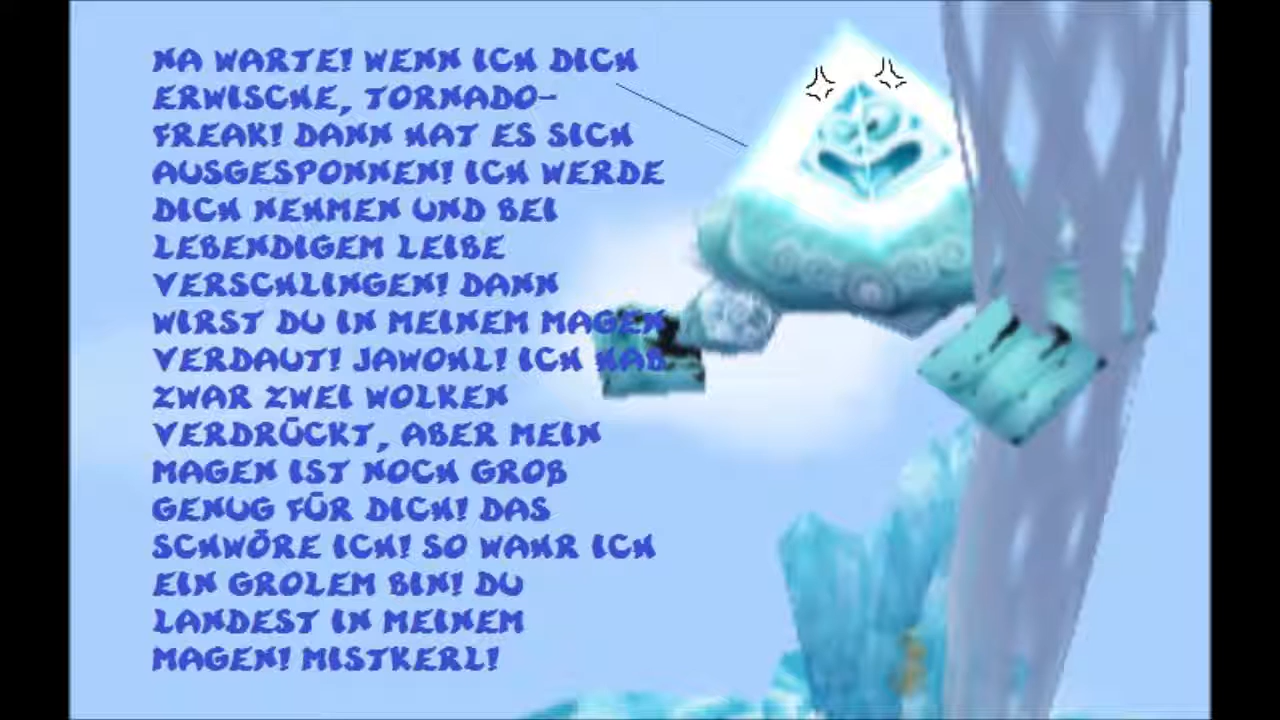 NA WARTE! WENN ICH DICH
ERWISCHE, TORNADO-
FREAK! DANN HAT ES SICH
AUSGESPONNEN! ICH WERDE
DICH NEHMEN UND BEI
LEBENDIGEM LEIBE
VERSCHLINGEN! DANN
WIRST DU IN MEINEM MAGEN
VERDAUT! JAWOHL! ICH HAB
ZWAR ZWEI WOLKEN
VERDRÜCKT, ABER MEIN
MAGEN IST NOCH GROß
GENUG FÜR DICH! DAS
SCHWÖRE ICH! SO WAHR ICH
EIN GROLEM BIN! DU
LANDEST IN MEINEM
MAGEN! MISTKERL!